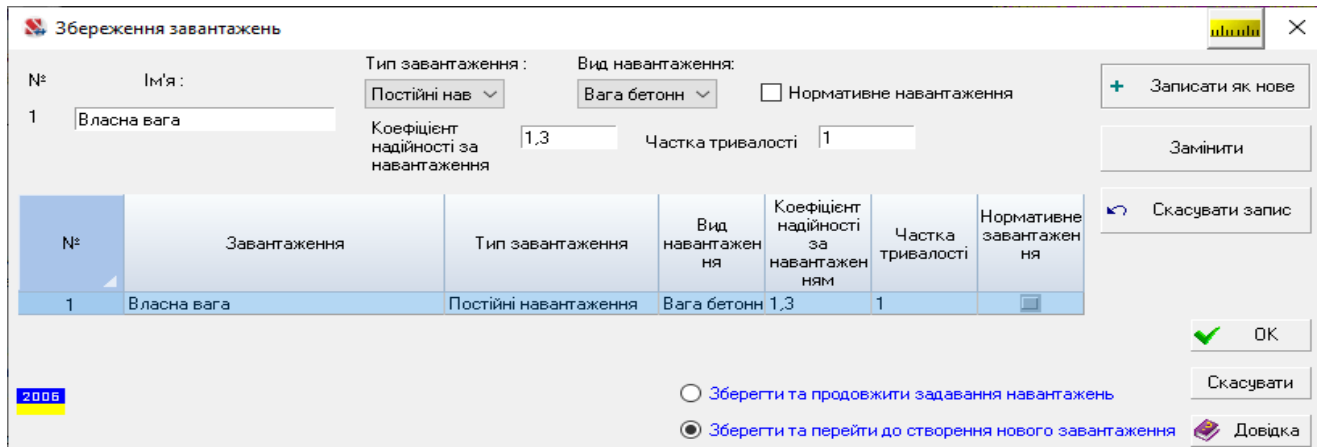 Збереження завантажень
№
Ім'я :
Тип завантаження :
Вид навантаження:
1
Власна вага
Постійні нав
Вага бетонн
Нормативне навантаження
Коефіцієнт
надійності за
навантаження
1,3
Частка тривалості
1
Записати як нове
Замінити
Скасувати запис
№
Завантаження
Тип завантаження
Вид
навантажен
ня
Коефіцієнт
надійності
за
навантажен
ням
Частка
тривалості
Нормативне
завантажен
ня
1 Власна вага Постійні навантаження Вага бетонн 1,3 1
OK
Скасувати
Довідка
2006
Зберегти та продовжити задавання навантажень
Зберегти та перейти до створення нового завантаження